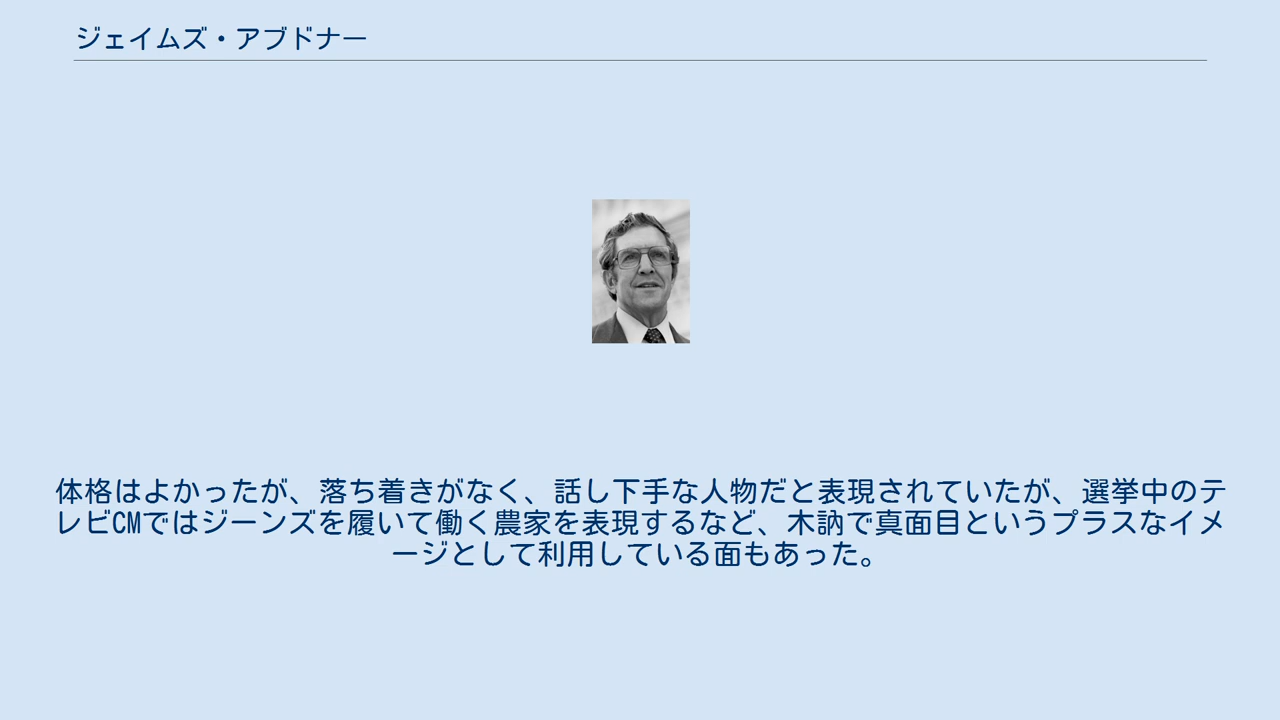 ジェイムズ・アブドナー
体格はよかったが、落ち着きがなく、話し下手な人物だと表現されていたが、選挙中のテ
レビCMではジーンズを履いて働く農家を表現するなど、木訥で真面目というプラスなイメ
ージとして利用している面もあった。